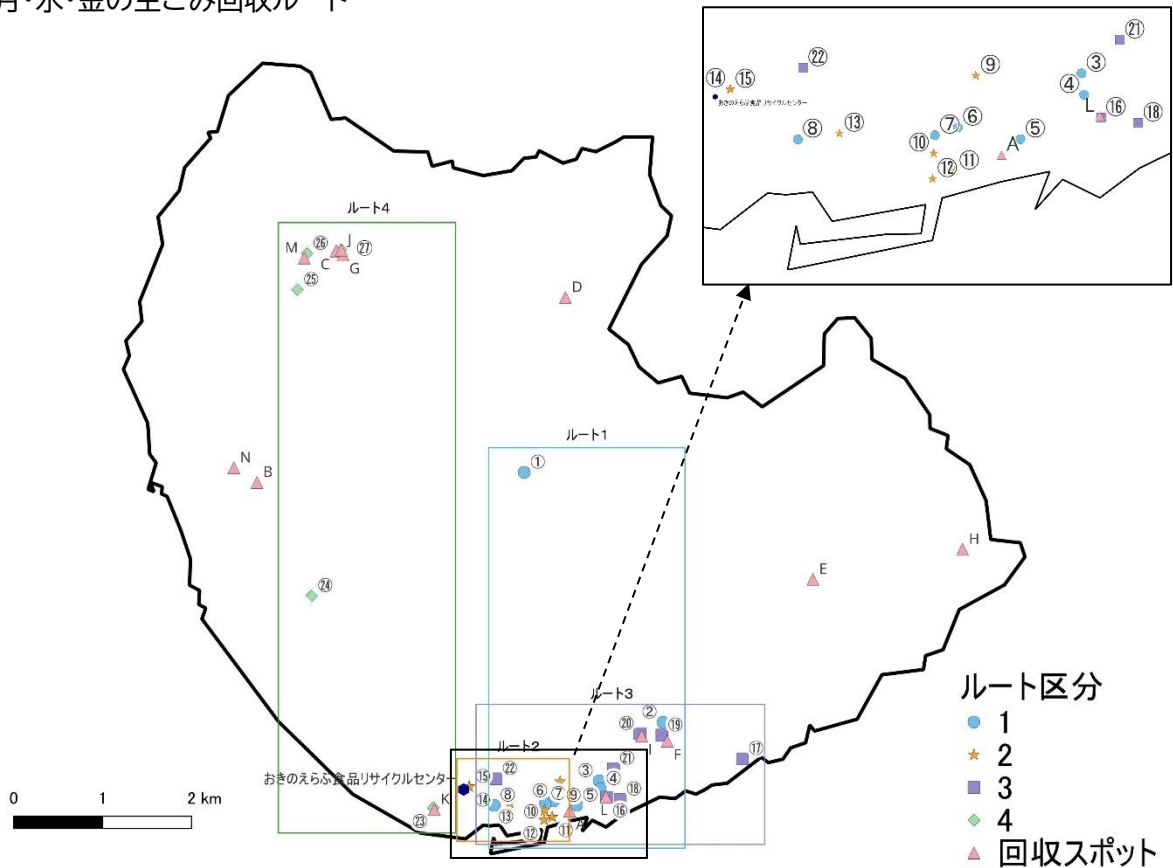 月・水・金の生ごみ回収ルート
㉑
㉒
⑨
③
⑭ ⑮
④
おきのえらぶ食品リサイクルセンター
L
⑯
⑱
⑧
⑬
⑦
⑥
⑩
A
⑤
⑫
⑪
ルート4
M
㉖
J
C
㉗
G
㉕
D
ルート1
①
N
B
H
E
㉔
ルート3
②
⑳
⑲
I
F
ルート2
⑰
㉑
おきのえらぶ食品リサイクルセンター
⑮
㉒
③
④
⑭
⑧
⑥
⑦
⑨
⑤
L
⑱
K
⑬
⑩
⑯
㉓
⑫
⑪
A
0 1 2 km
ルート区分
1
2
3
4
回収スポット